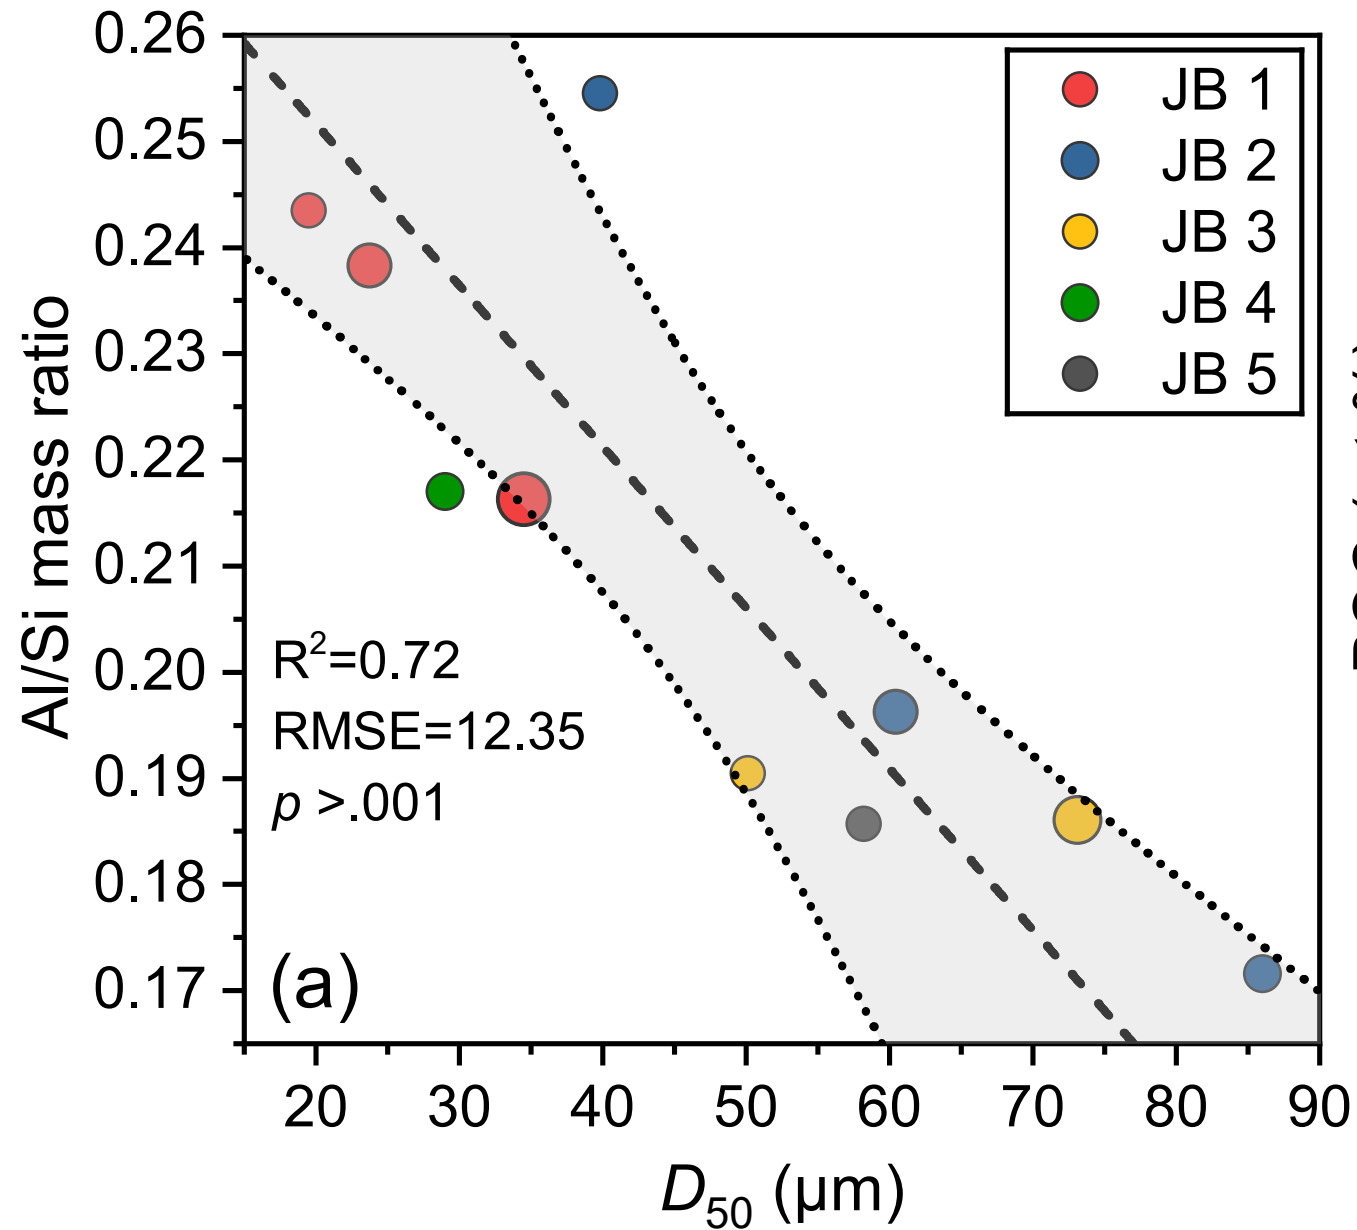 0.26
0.25
0.24
0.23
0.22
0.21
0.20
0.19
0.18
0.17
Al/Si mass ratio
JB 1
JB 2
JB 3
JB 4
JB 5
R²=0.72
RMSE=12.35
p >.001
(a)
20 30 40 50 60 70 80 90
D₅₀ (μm)